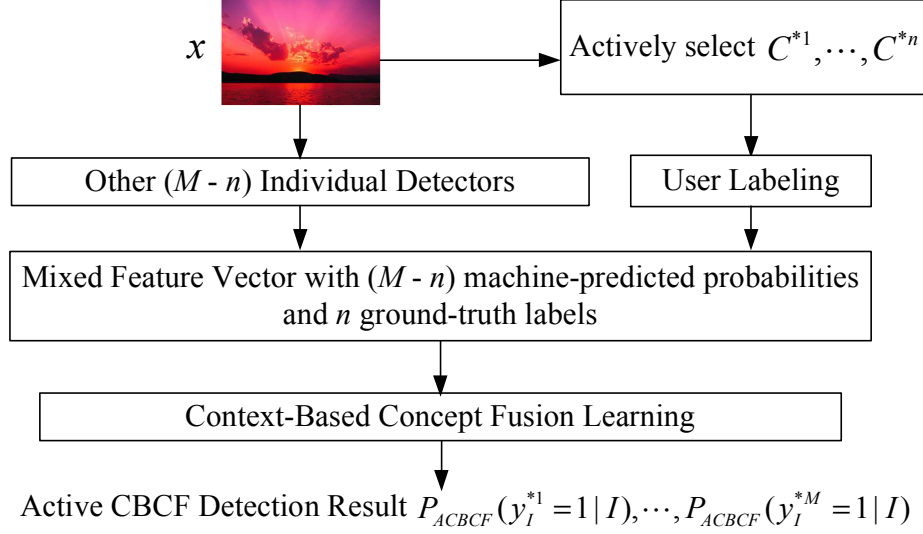 x
Actively select C*1,⋯,C*n
Other (M - n) Individual Detectors
User Labeling
Mixed Feature Vector with (M - n) machine-predicted probabilities
and n ground-truth labels
Context-Based Concept Fusion Learning
Active CBCF Detection Result P_ACBCF(y_I^*1=1|I),⋯,P_ACBCF(y_I^*M=1|I)